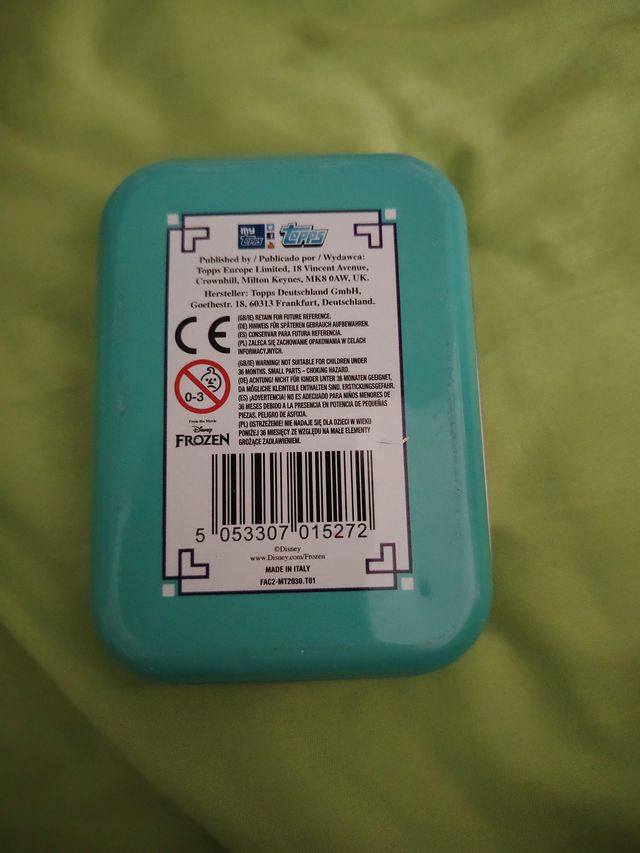 my topps
topps
Published by / Publicado por / Wydawca:
Topps Europe Limited, 18 Vincent Avenue,
Crownhill, Milton Keynes, MK8 0AW, UK.
Hersteller: Topps Deutschland GmbH,
Goethestr. 18, 60313 Frankfurt, Deutschland.
CE
(GB/IE) RETAIN FOR FUTURE REFERENCE.
(DE) HINWEIS FÜR SPÄTEREN GEBRAUCH AUFBEWAHREN.
(ES) CONSERVAR PARA FUTURA REFERENCIA.
(PL) ZALECA SIĘ ZACHOWANIE OPAKOWANIA W CELACH
INFORMACYJNYCH.
(GB/IE) WARNING! NOT SUITABLE FOR CHILDREN UNDER
36 MONTHS. SMALL PARTS – CHOKING HAZARD.
(DE) ACHTUNG! NICHT FÜR KINDER UNTER 36 MONATEN GEEIGNET,
DA MÖGLICHE KLEINTEILE ENTHALTEN SIND. ERSTICKUNGSGEFAHR.
(ES) ¡ADVERTENCIA! NO ES ADECUADO PARA NIÑOS MENORES DE
36 MESES DEBIDO A LA PRESENCIA EN POTENCIA DE PEQUEÑAS
PIEZAS. PELIGRO DE ASFIXIA.
(PL) OSTRZEŻENIE! NIE NADAJE SIĘ DLA DZIECI W WIEKU
PONIŻEJ 36 MIESIĘCY ZE WZGLĘDU NA MAŁE ELEMENTY
GROŻĄCE ZADŁAWIENIEM.
0-3
From the Movie
Disney
FROZEN
5 053307 015272
©Disney
www.Disney.com/Frozen
MADE IN ITALY
FAC2-MT2030.T01